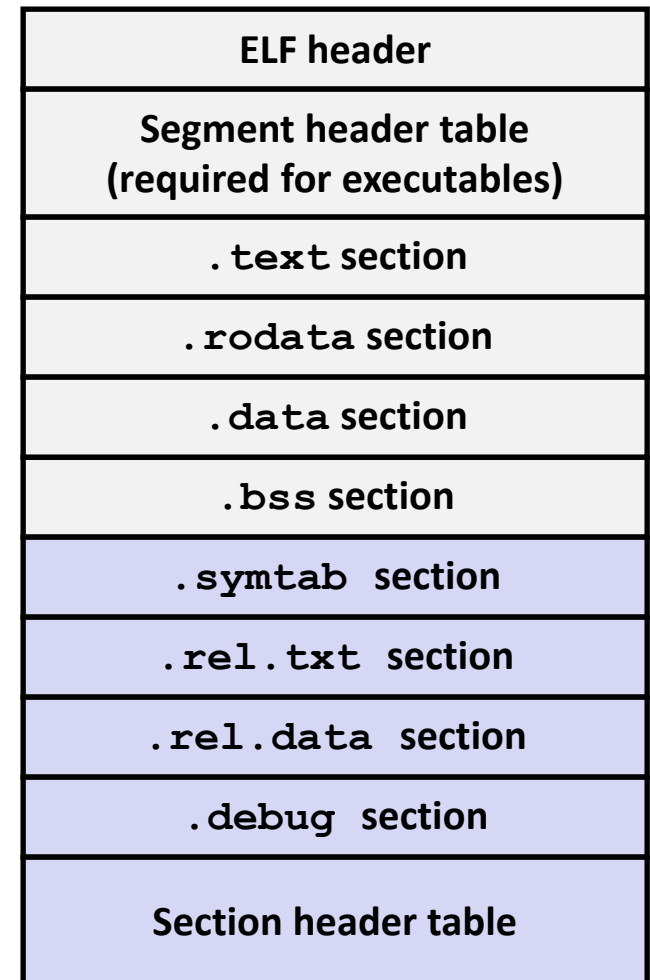 ELF header
Segment header table
(required for executables)
.text section
.rodata section
.data section
.bss section
.symtab section
.rel.txt section
.rel.data section
.debug section
Section header table